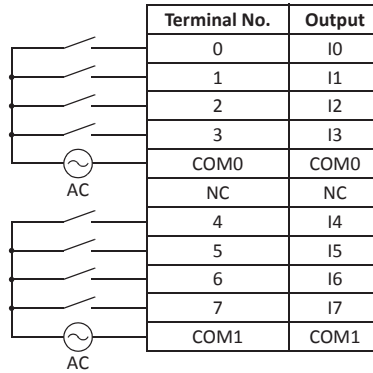 Terminal No. Output
0 I0
1 I1
2 I2
3 I3
COM0 COM0
AC
NC NC
4 I4
5 I5
6 I6
7 I7
COM1 COM1
AC